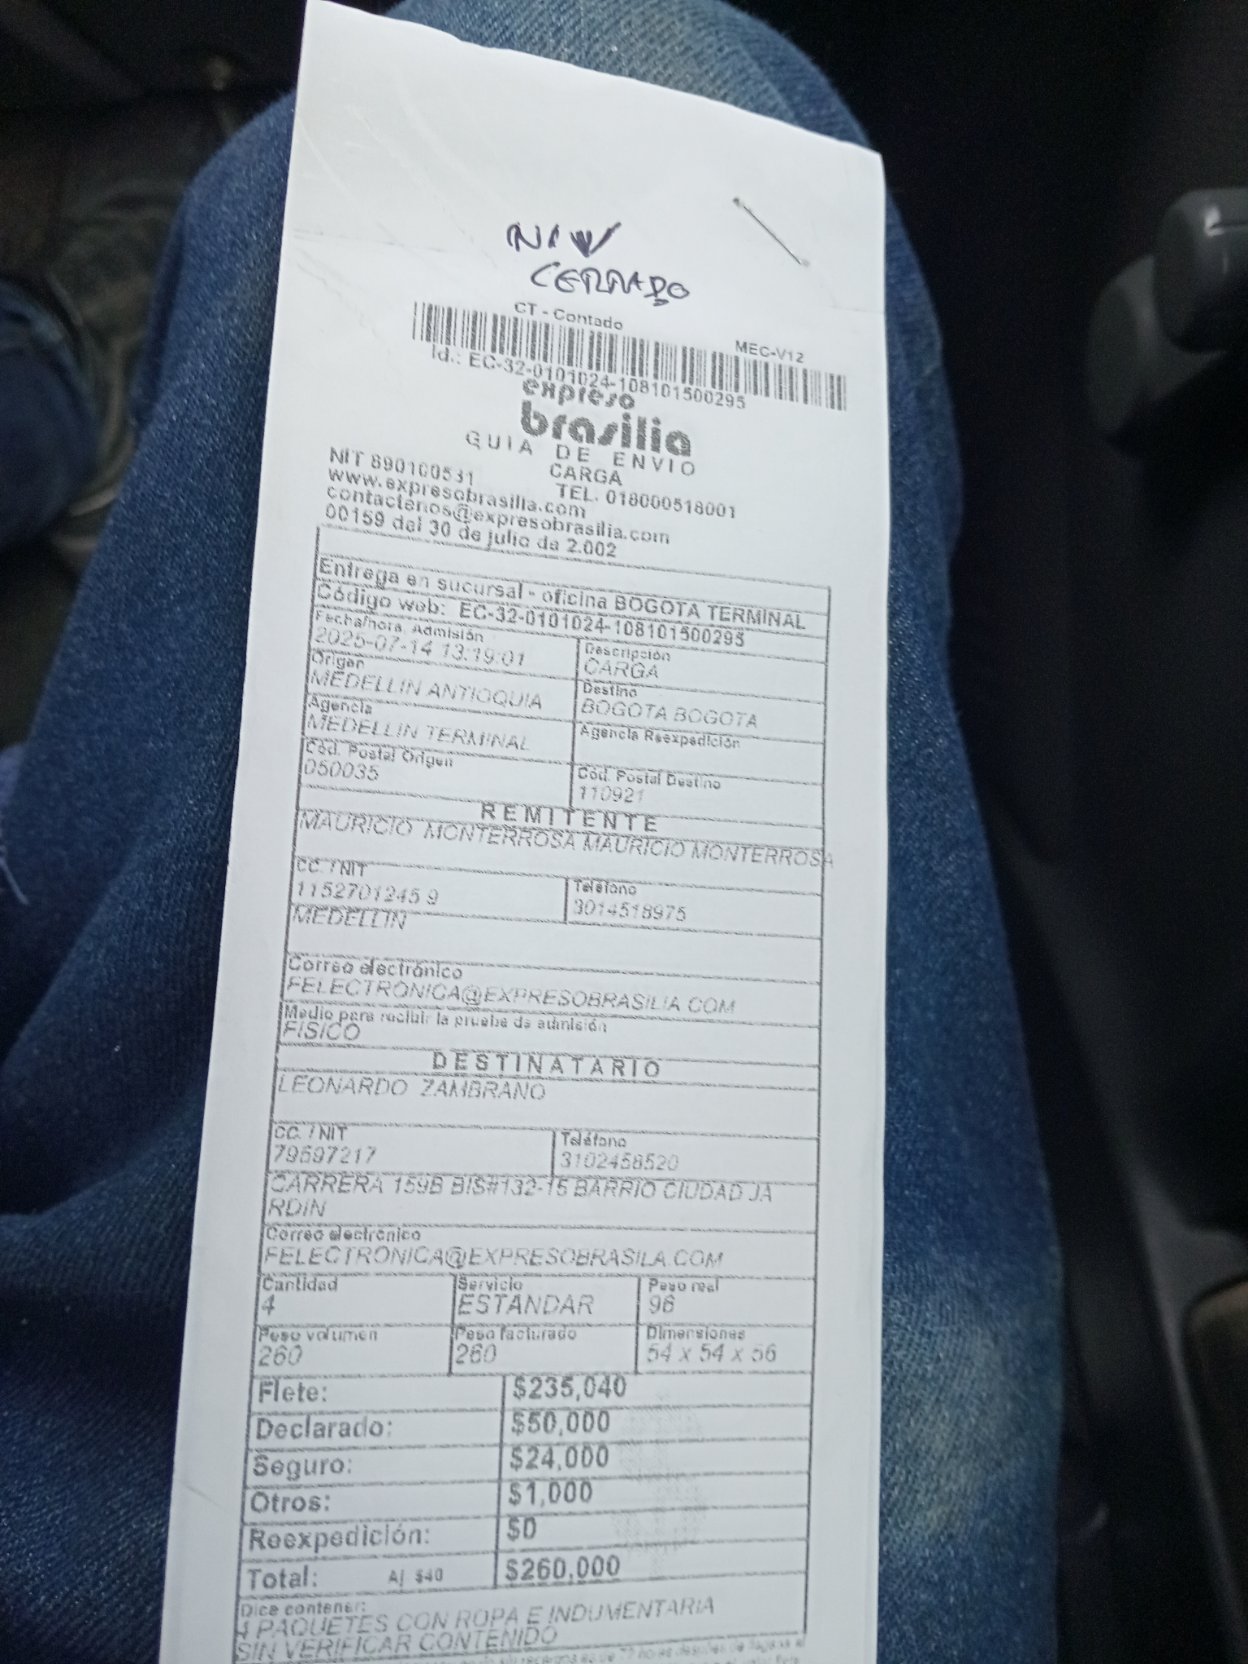 CERRADO
CT - Contado
MEC-V12
Id.: EC-32-0101024-108101500295
expreso
brasilia
GUIA DE ENVIO
CARGA
NIT 890100531
TEL. 018000518001
www.expresobrasilia.com
contactenos@expresobrasilia.com
00159 del 30 de julio de 2.002
Entrega en sucursal - oficina BOGOTA TERMINAL
Código web: EC-32-0101024-108101500295
Fecha/hora Admisión
2025-07-14 13:19:01
Descripción
CARGA
Origen
MEDELLIN ANTIOQUIA
Destino
BOGOTA BOGOTA
Agencia
MEDELLIN TERMINAL
Agencia Reexpedición
Cód. Postal Origen
050035
Cód. Postal Destino
110921
REMITENTE
MAURICIO MONTERROSA MAURICIO MONTERROSA
CC. / NIT
1152701245 9
Teléfono
3014518975
MEDELLIN
Correo electrónico
FELECTRONICA@EXPRESOBRASILIA.COM
Medio para recibir la prueba de admisión
FISICO
DESTINATARIO
LEONARDO ZAMBRANO
CC. / NIT
79597217
Teléfono
3102458520
CARRERA 159B BIS#132-15 BARRIO CIUDAD JA
RDIN
Correo electrónico
FELECTRONICA@EXPRESOBRASILA.COM
Cantidad
4
Servicio
ESTANDAR
Peso real
96
Peso volumen
260
Peso facturado
260
Dimensiones
54 x 54 x 56
Flete: $235,040
Declarado: $50,000
Seguro: $24,000
Otros: $1,000
Reexpedición: $0
Total: Aj $40 $260,000
Dice contener:
4 PAQUETES CON ROPA E INDUMENTARIA
SIN VERIFICAR CONTENIDO